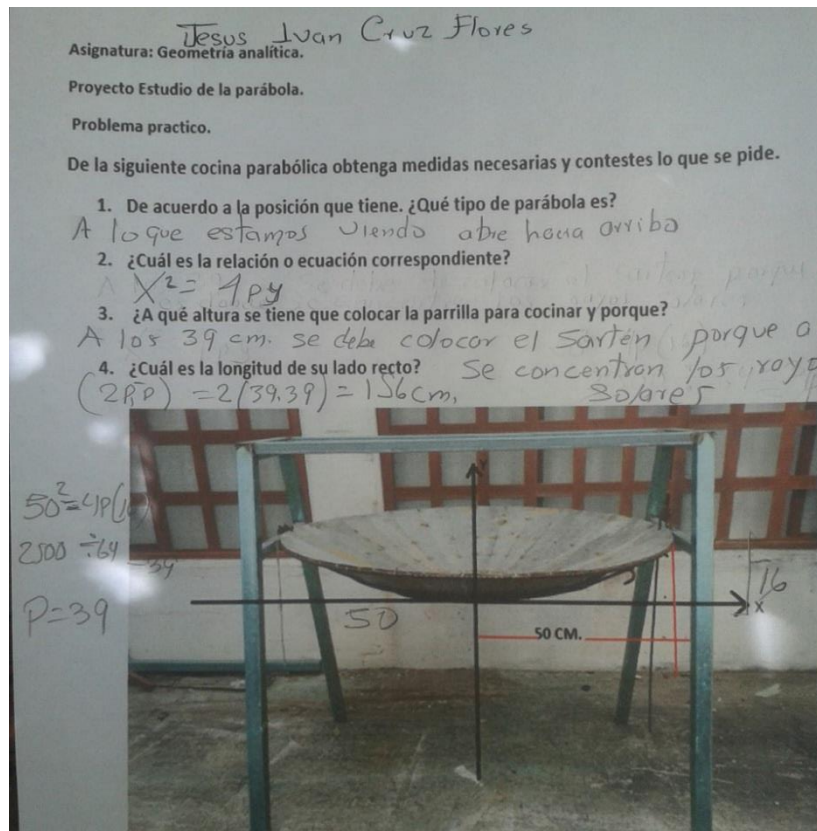 Jesus Ivan Cruz Flores
Asignatura: Geometría analítica.
Proyecto Estudio de la parábola.
Problema practico.
De la siguiente cocina parabólica obtenga medidas necesarias y contestes lo que se pide.
1. De acuerdo a la posición que tiene. ¿Qué tipo de parábola es?
A lo que estamos viendo abre hacia arriba
2. ¿Cuál es la relación o ecuación correspondiente?
X²= 4py
3. ¿A qué altura se tiene que colocar la parrilla para cocinar y porque?
A los 39 cm. se debe colocar el Sartén porque a
4. ¿Cuál es la longitud de su lado recto? Se concentran los
= 2(39.39) = 156cm, Solares
50²=4P
2500 ÷64
=39
P=39
50
50 CM.
16
X